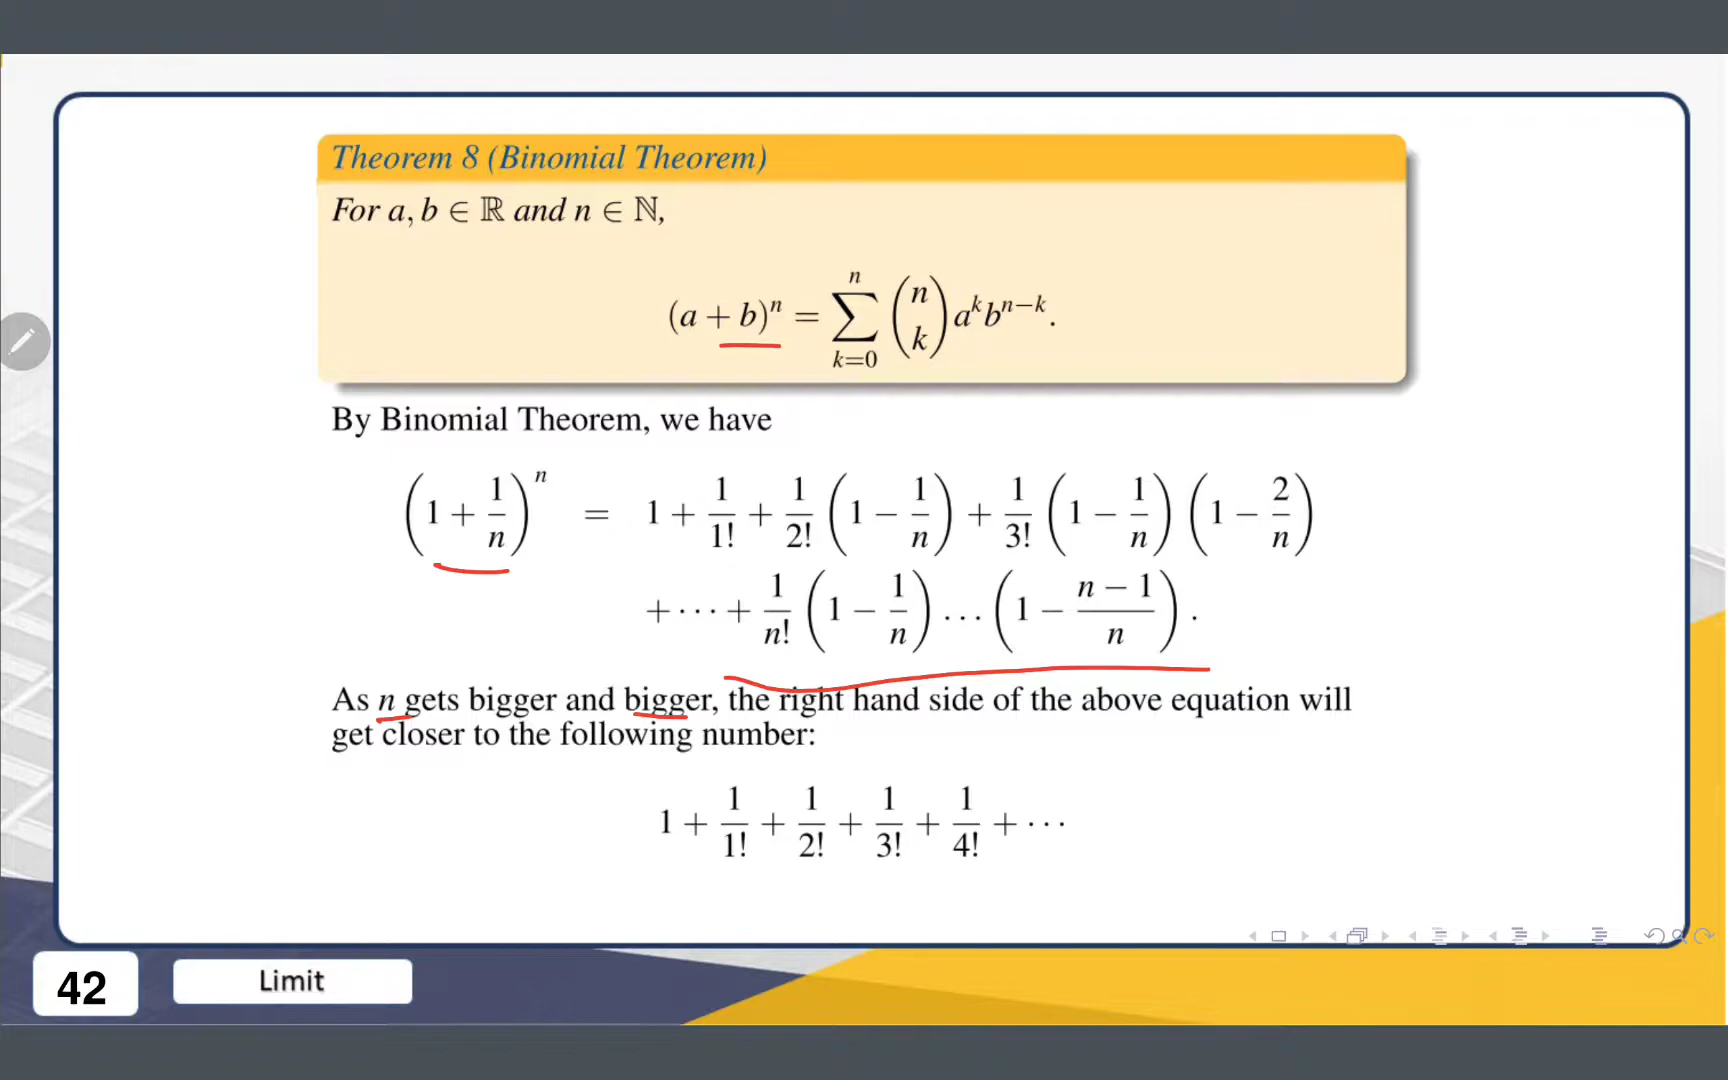 Theorem 8 (Binomial Theorem)
For a, b ∈ ℝ and n ∈ ℕ,
(a + b)ⁿ = ∑ₖ₌₀ⁿ (n k) aᵏbⁿ⁻ᵏ.
By Binomial Theorem, we have
(1 + 1/n)ⁿ = 1 + 1/1! + 1/2! (1 − 1/n) + 1/3! (1 − 1/n) (1 − 2/n)
+ ⋯ + 1/n! (1 − 1/n) … (1 − (n − 1)/n).
As n gets bigger and bigger, the right hand side of the above equation will
get closer to the following number:
1 + 1/1! + 1/2! + 1/3! + 1/4! + ⋯
42
Limit